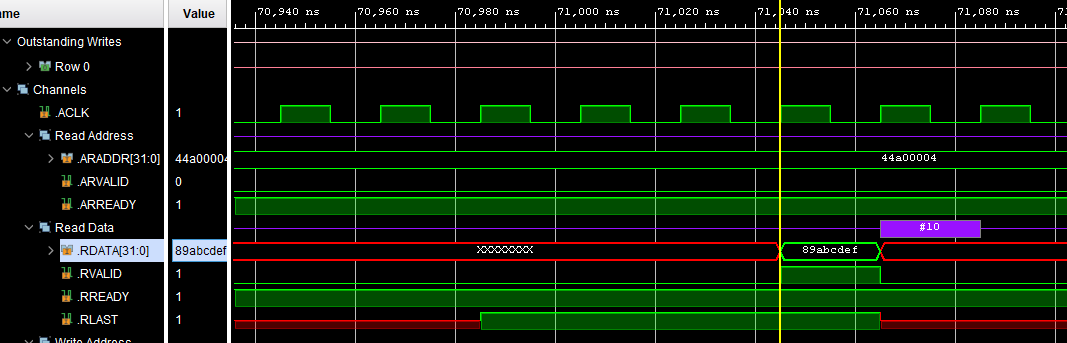 ame Value 70,940 ns 70,960 ns 70,980 ns 71,000 ns 71,020 ns 71,040 ns 71,060 ns 71,080 ns
Outstanding Writes
Row 0
Channels
.ACLK 1
Read Address
.ARADDR[31:0] 44a00004 44a00004
.ARVALID 0
.ARREADY 1
Read Data #10
.RDATA[31:0] 89abcdef XXXXXXXX 89abcdef
.RVALID 1
.RREADY 1
.RLAST 1
Write Address